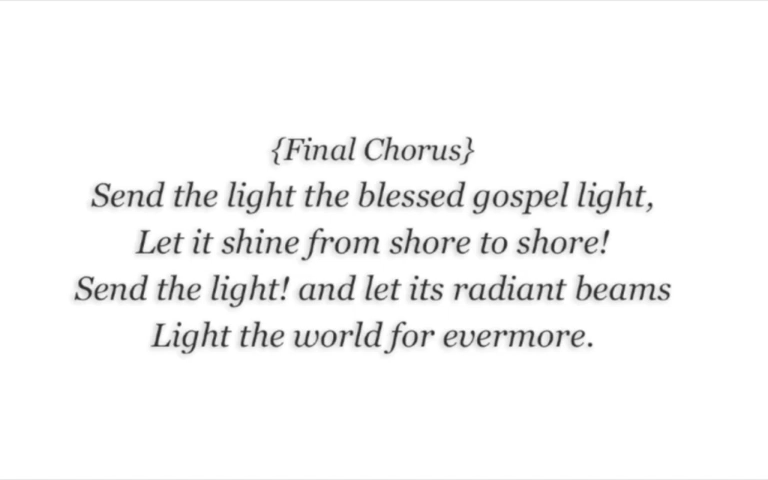 {Final Chorus}
Send the light the blessed gospel light,
Let it shine from shore to shore!
Send the light! and let its radiant beams
Light the world for evermore.